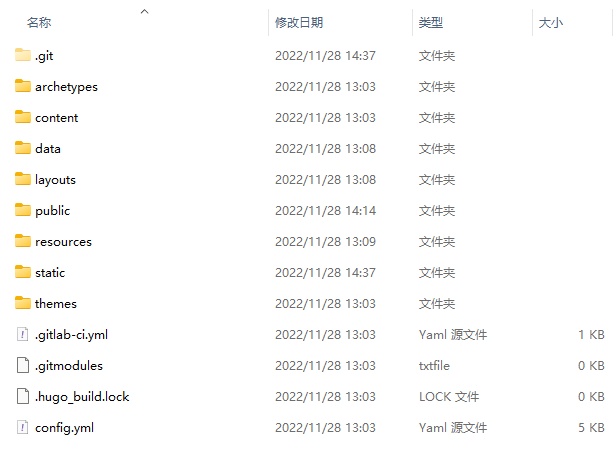 名称 修改日期 类型 大小
.git 2022/11/28 14:37 文件夹
archetypes 2022/11/28 13:03 文件夹
content 2022/11/28 13:03 文件夹
data 2022/11/28 13:08 文件夹
layouts 2022/11/28 13:08 文件夹
public 2022/11/28 14:14 文件夹
resources 2022/11/28 13:09 文件夹
static 2022/11/28 14:37 文件夹
themes 2022/11/28 13:03 文件夹
.gitlab-ci.yml 2022/11/28 13:03 Yaml 源文件 1 KB
.gitmodules 2022/11/28 13:03 txtfile 0 KB
.hugo_build.lock 2022/11/28 13:03 LOCK 文件 0 KB
config.yml 2022/11/28 13:03 Yaml 源文件 5 KB